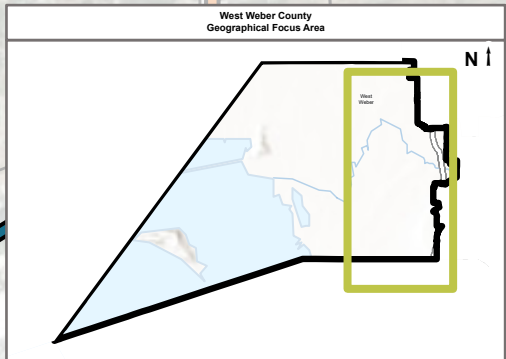 West Weber County
Geographical Focus Area
N
West
Weber